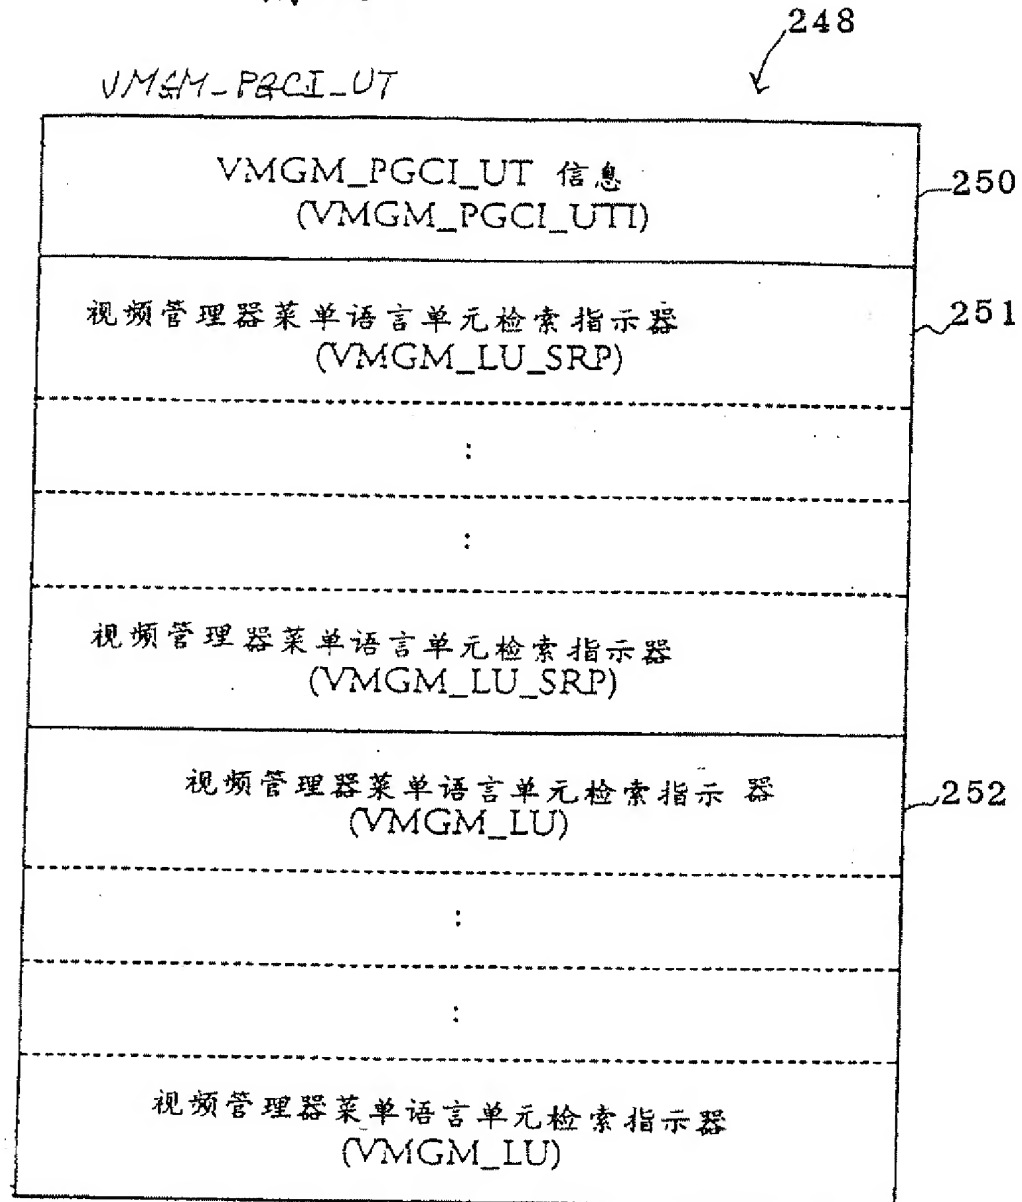 248
VMGM_PGCI_UT
VMGM_PGCI_UT 信息
(VMGM_PGCI_UTI)
250
视频管理器菜单语言单元检索指示器
(VMGM_LU_SRP)
251
:
:
视频管理器菜单语言单元检索指示器
(VMGM_LU_SRP)
视频管理器菜单语言单元检索指示 器
(VMGM_LU)
252
:
:
视频管理器菜单语言单元检索指示器
(VMGM_LU)